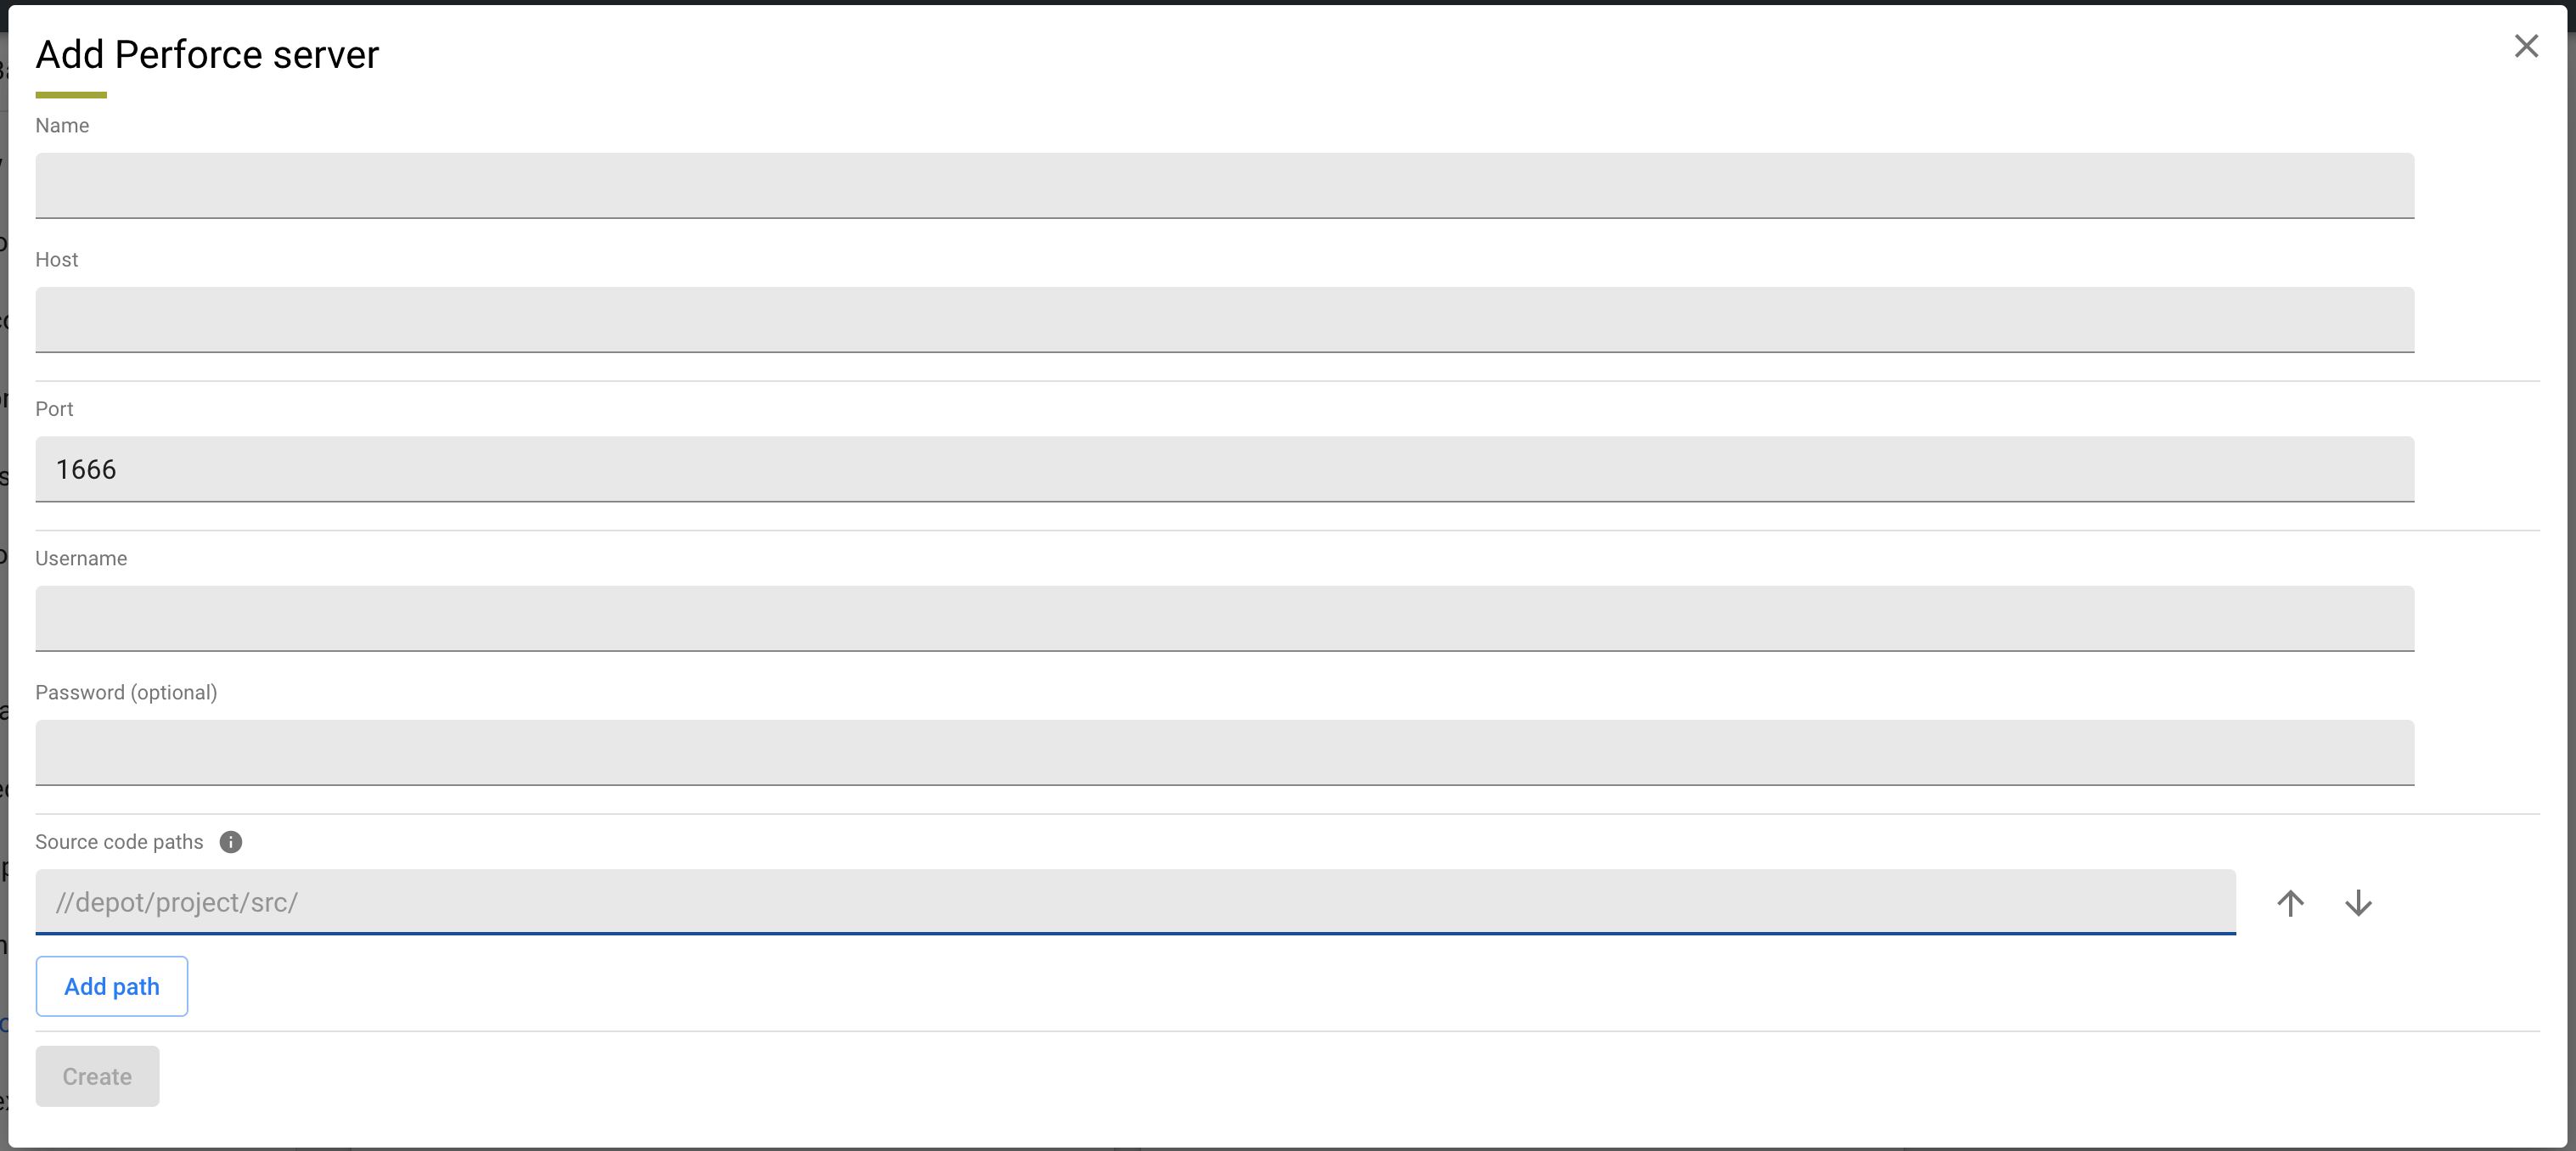 Add Perforce server
Name
Host
Port
1666
Username
Password (optional)
Source code paths
//depot/project/src/
Add path
Create